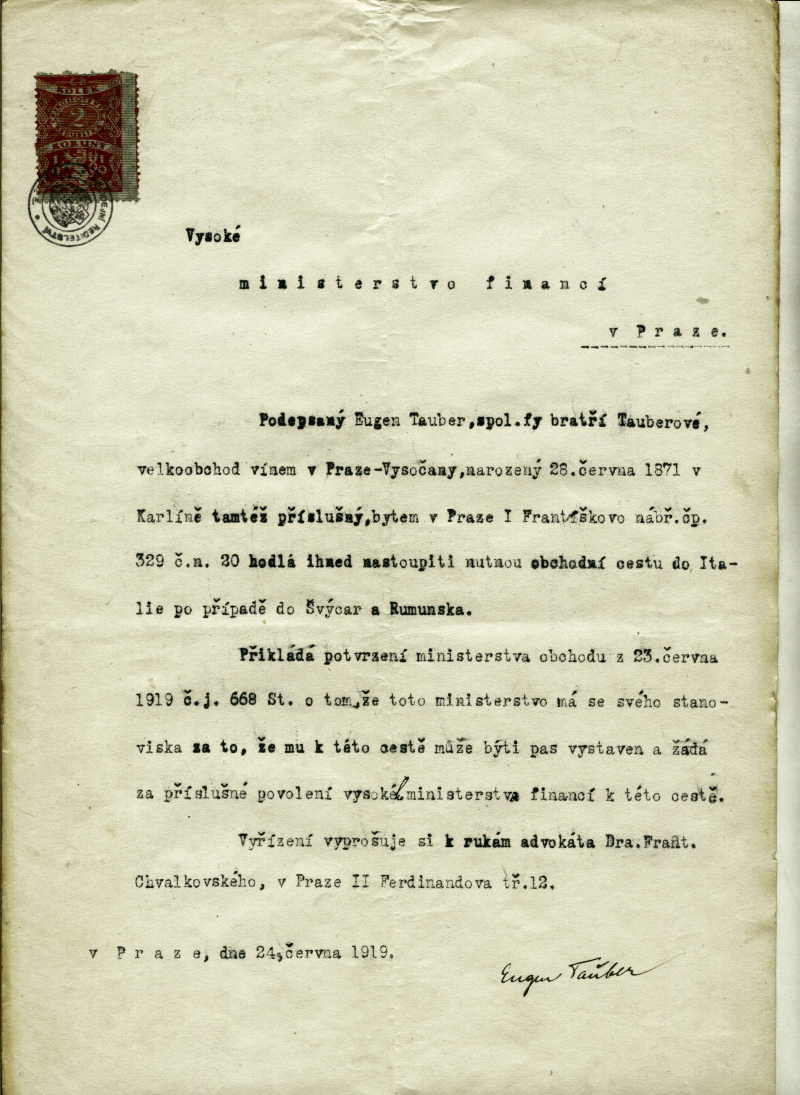 KOLEK
2
KORUNY
Vysoké
ministerstvo financí
v Praze.
Podepsaný Eugen Tauber,spol.fy bratří Tauberové,
velkoobchod vínem v Praze-Vysočany,narozený 28.června 1871 v
Karlíně tamtéž příslušný,bytem v Praze I Františkovo nábř.čp.
329 č.n. 20 hodlá ihned nastoupiti nutnou obchodní cestu do Ita-
lie po případě do Švýcar a Rumunska.
Přikládá potvrzení ministerstva obchodu z 23.června
1919 č.j. 668 St. o tom,že toto ministerstvo má se svého stano-
viska za to, že mu k této cestě může býti pas vystaven a žádá
za příslušné povolení vysoké ministerstva financí k této cestě.
Vyřízení vyprošuje si k rukám advokáta Dra.Frant.
Chvalkovského, v Praze II Ferdinandova tř.12.
v Praze, dne 24.června 1919.
Eugen Tauber